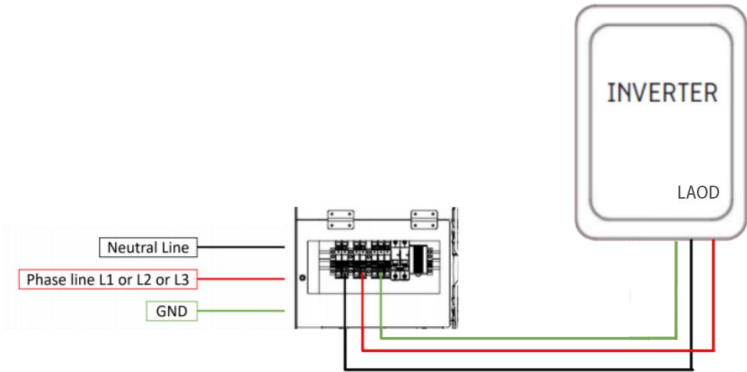 INVERTER
LAOD
Neutral Line
Phase line L1 or L2 or L3
GND